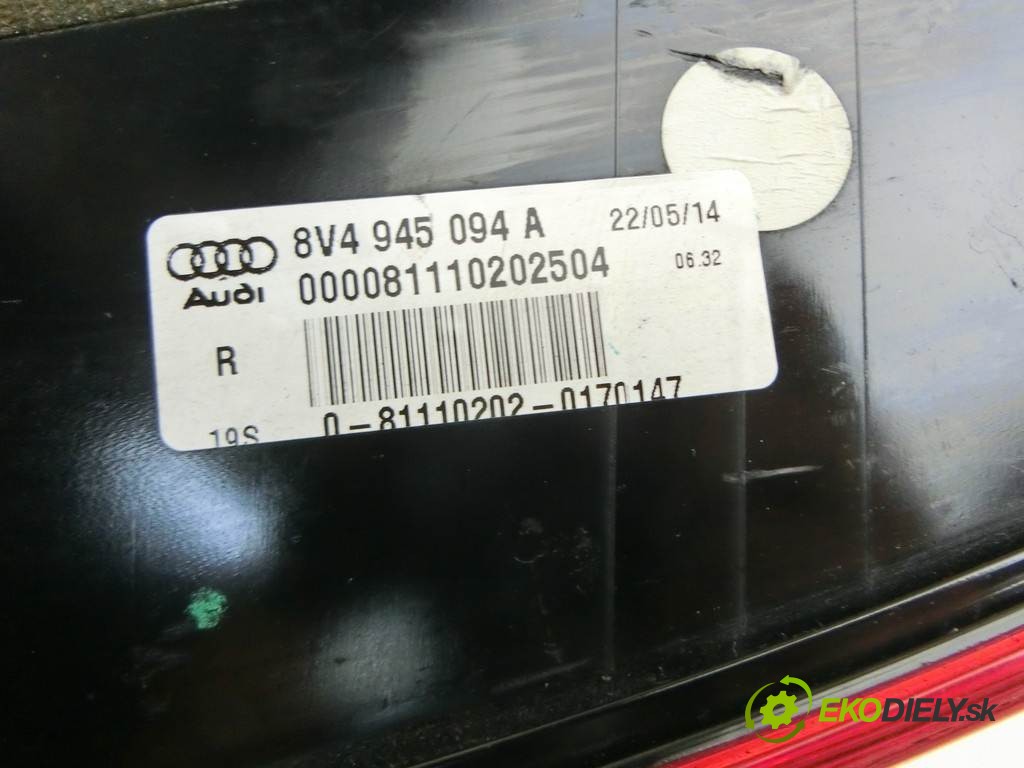 8V4 945 094 A 22/05/14
Audi 000081110202504 06.32
R
19S 0-81110202-0170147
EKODIELY.sk